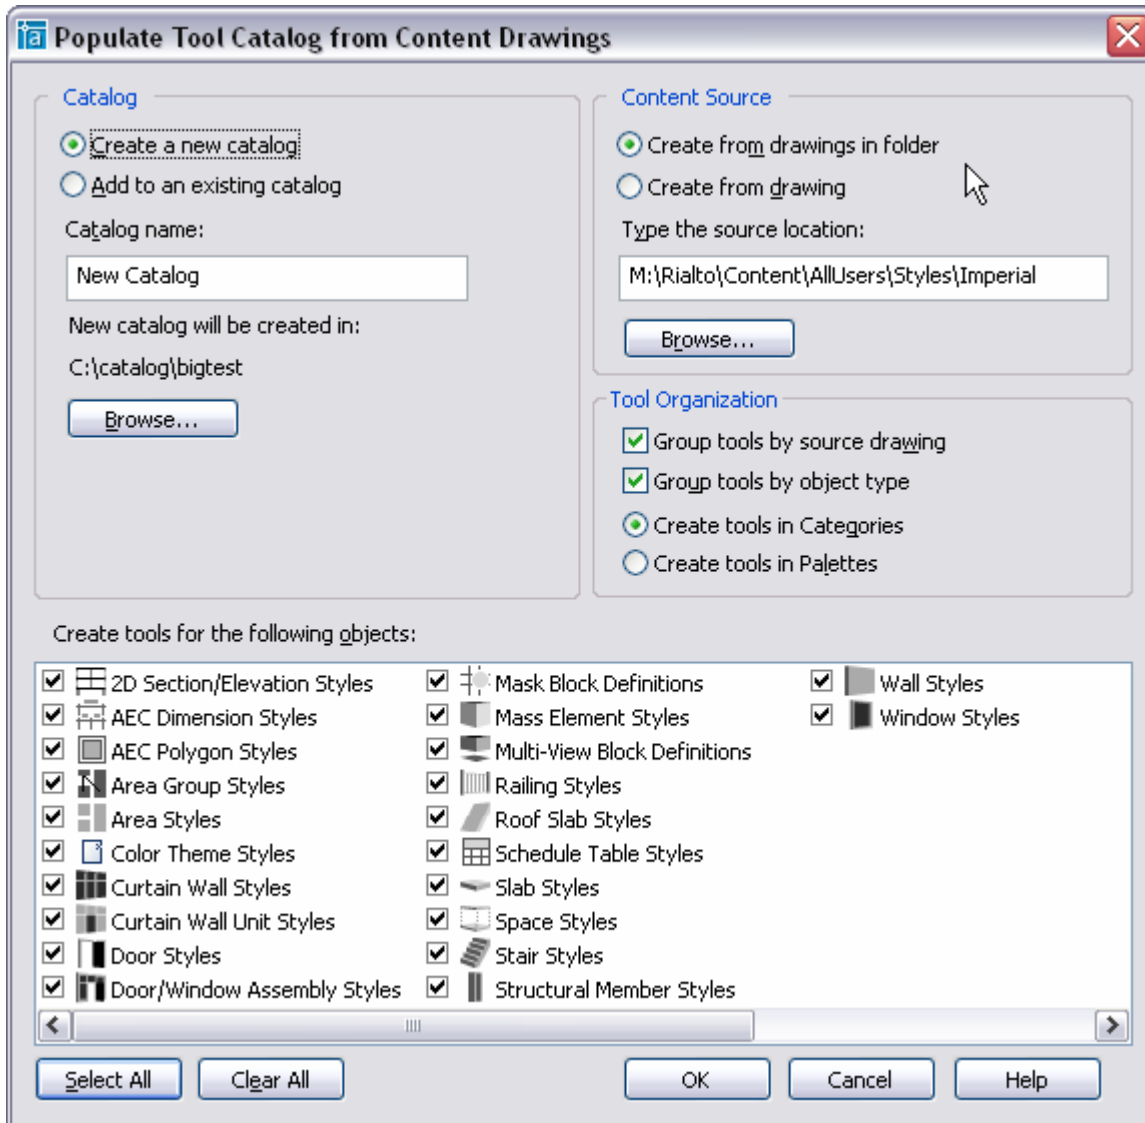 Populate Tool Catalog from Content Drawings
Catalog
Create a new catalog
Add to an existing catalog
Catalog name:
New Catalog
New catalog will be created in:
C:\catalog\bigtest
Browse...
Content Source
Create from drawings in folder
Create from drawing
Type the source location:
M:\Rialto\Content\AllUsers\Styles\Imperial
Browse...
Tool Organization
Group tools by source drawing
Group tools by object type
Create tools in Categories
Create tools in Palettes
Create tools for the following objects:
2D Section/Elevation Styles
AEC Dimension Styles
AEC Polygon Styles
Area Group Styles
Area Styles
Color Theme Styles
Curtain Wall Styles
Curtain Wall Unit Styles
Door Styles
Door/Window Assembly Styles
Mask Block Definitions
Mass Element Styles
Multi-View Block Definitions
Railing Styles
Roof Slab Styles
Schedule Table Styles
Slab Styles
Space Styles
Stair Styles
Structural Member Styles
Wall Styles
Window Styles
Select All
Clear All
OK
Cancel
Help